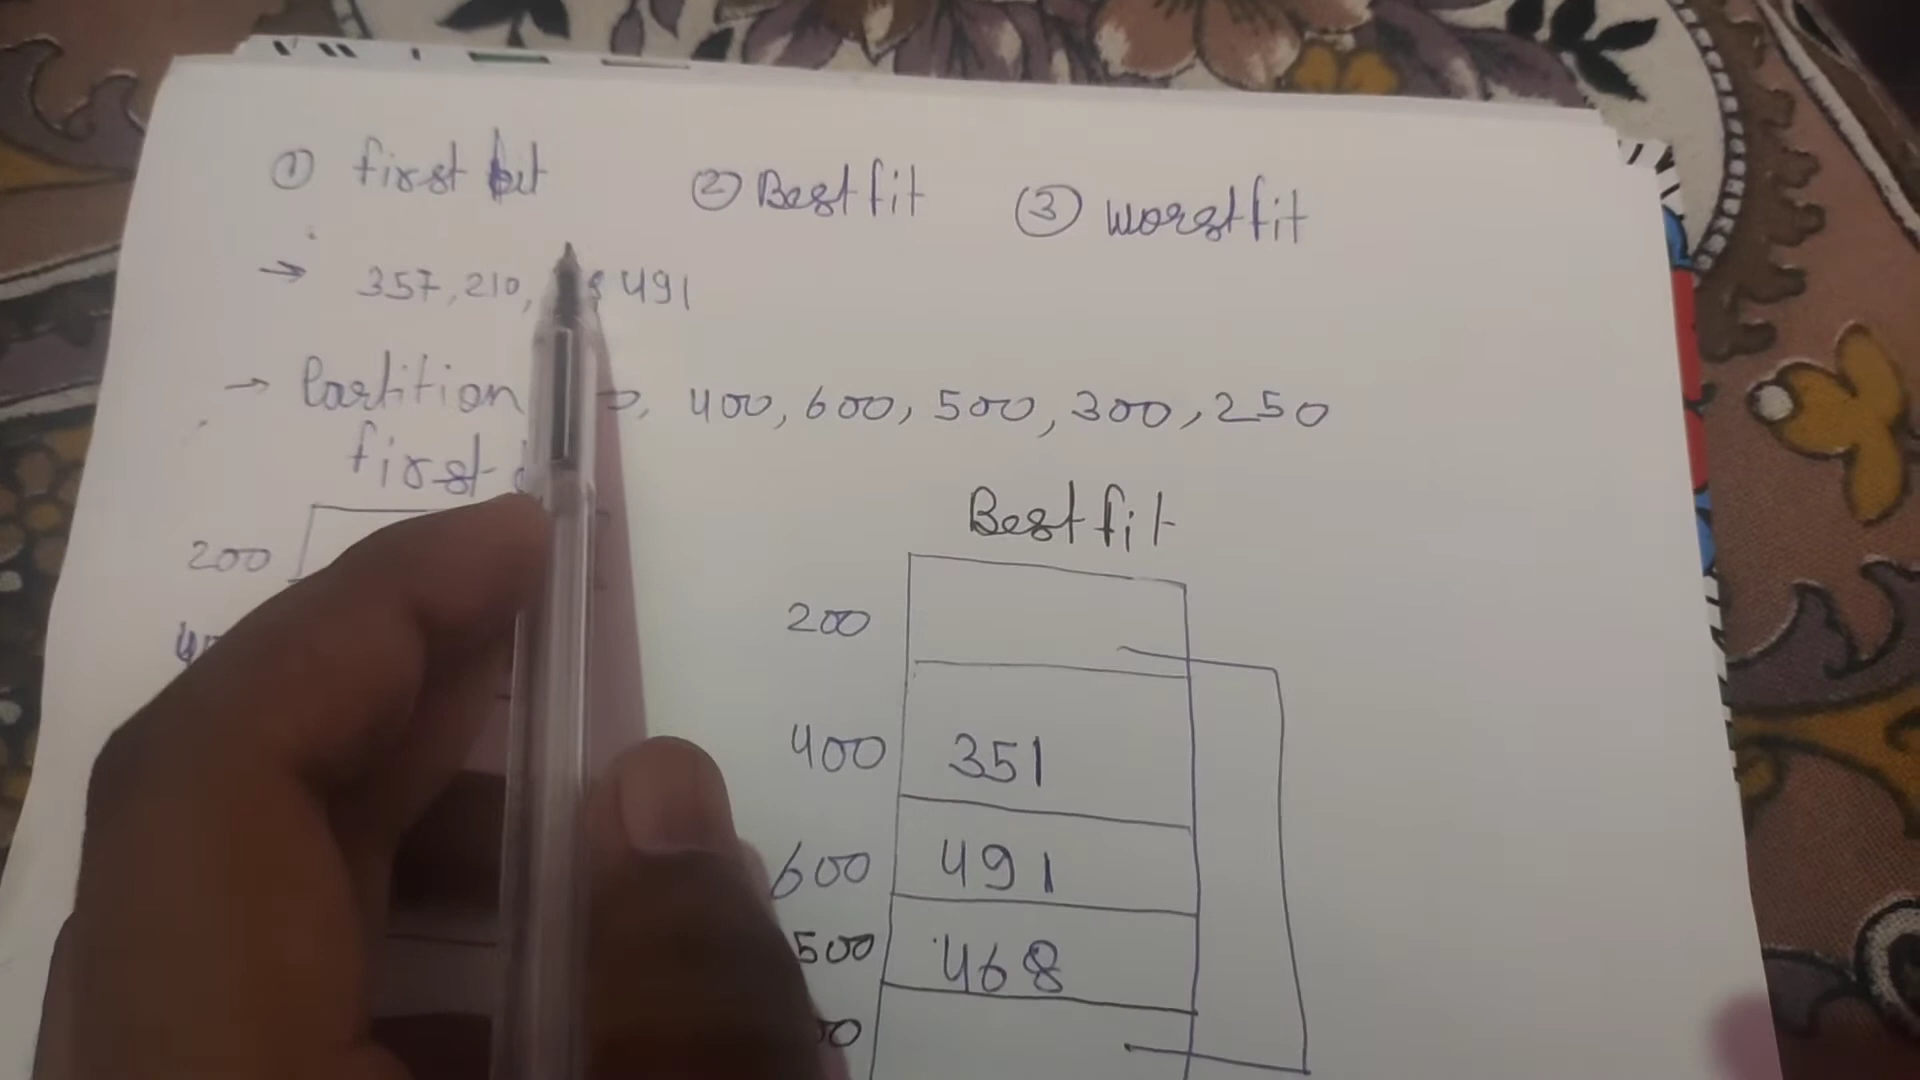 ① first fit ② Best fit ③ worst fit
→ 357, 210, 491
→ Partition 400, 600, 500, 300, 250
first
Best fit
200
200
400 351
600 491
500 468